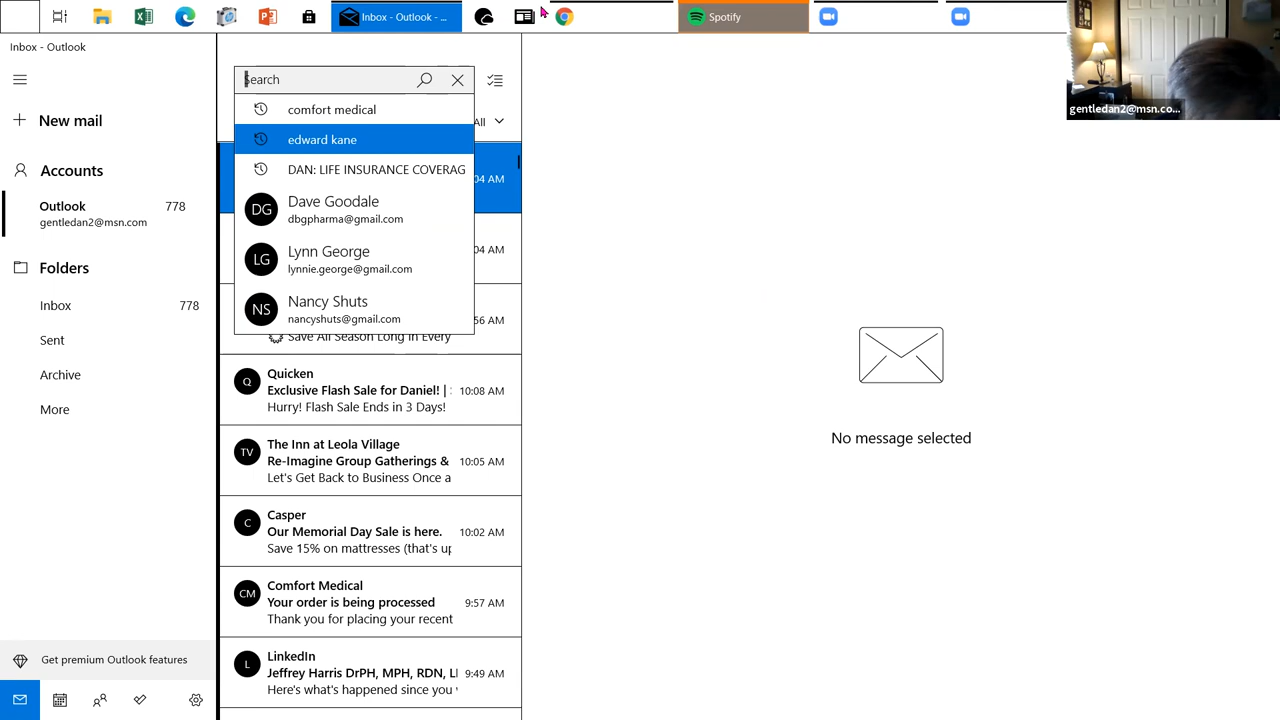 Inbox - Outlook - ...
Spotify
Inbox - Outlook
gentledan2@msn.co...
Search
New mail
All
Accounts
Outlook 778
gentledan2@msn.com
Folders
Inbox 778
Sent
Archive
More
Get premium Outlook features
comfort medical
edward kane
DAN: LIFE INSURANCE COVERAG
DG
Dave Goodale
dbgpharma@gmail.com
LG
Lynn George
lynnie.george@gmail.com
NS
Nancy Shuts
nancyshuts@gmail.com
04 AM
04 AM
56 AM
Save All Season Long in Every
Q
Quicken
Exclusive Flash Sale for Daniel! | 10:08 AM
Hurry! Flash Sale Ends in 3 Days!
TV
The Inn at Leola Village
Re-Imagine Group Gatherings & 10:05 AM
Let's Get Back to Business Once a
C
Casper
Our Memorial Day Sale is here. 10:02 AM
Save 15% on mattresses (that's up
CM
Comfort Medical
Your order is being processed 9:57 AM
Thank you for placing your recent
L
LinkedIn
Jeffrey Harris DrPH, MPH, RDN, L 9:49 AM
Here's what's happened since you
No message selected